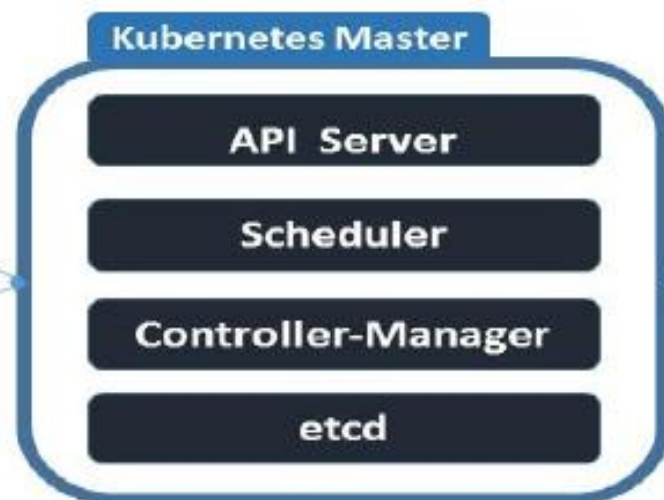 Kubernetes Master
API Server
Scheduler
Controller-Manager
etcd